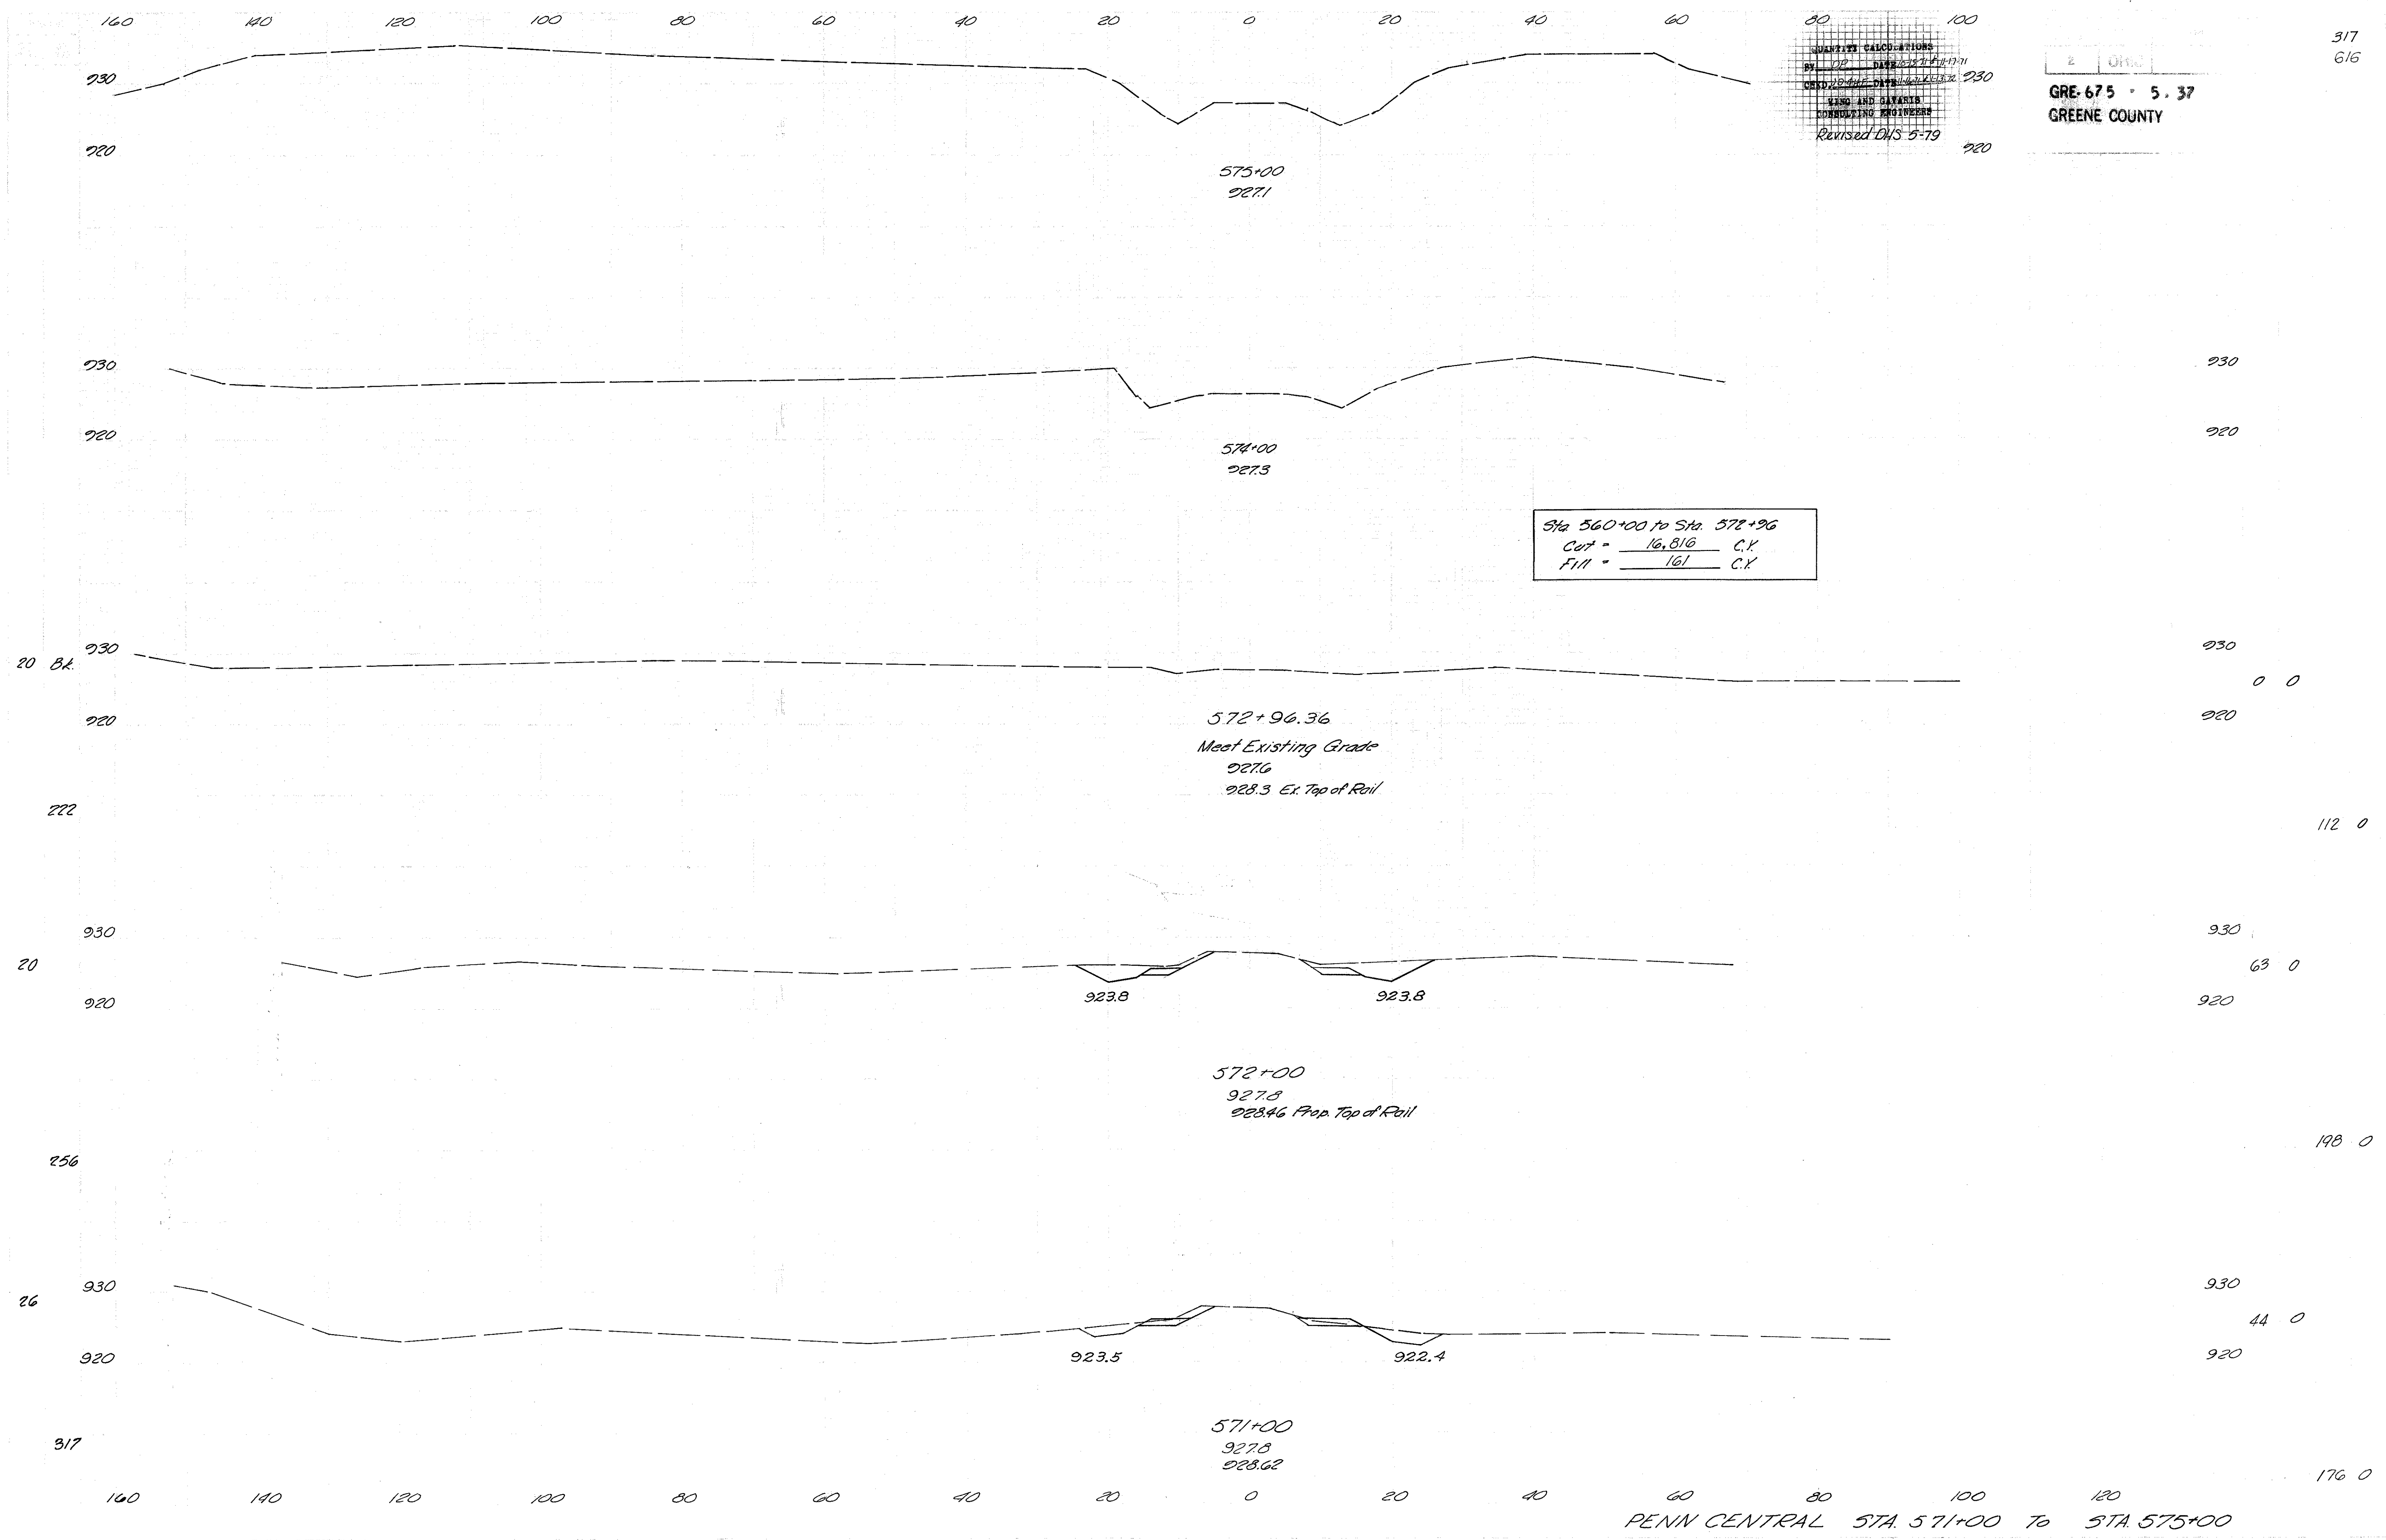 160 140 120 100 80 60 40 20 0 20 40 60 80 100
317
616
QUANTITY CALCULATIONS
BY DP DATE
2 OHIO
930 930
CHKD. DATE
GRE-675 - 5.37
KING AND GAVARIS
CONSULTING ENGINEERS
GREENE COUNTY
Revised DHS 5-79
920 920
575+00
927.1
930 930
920 920
574+00
927.3
Sta 560+00 to Sta. 572+96
Cut = 16,816 C.Y.
Fill = 161 C.Y.
930 930
20 Bk.
0 0
920 920
572+96.36
Meet Existing Grade
927.6
928.3 Ex. Top of Rail
222
112 0
930 930
20 63 0
923.8 923.8
920 920
572+00
927.8
928.46 Prop. Top of Rail
198 0
256
930 930
26
44 0
923.5 922.4
920 920
571+00
317
927.8
928.62
176 0
160 140 120 100 80 60 40 20 0 20 40 60 80 100 120
PENN CENTRAL STA. 571+00 To STA. 575+00